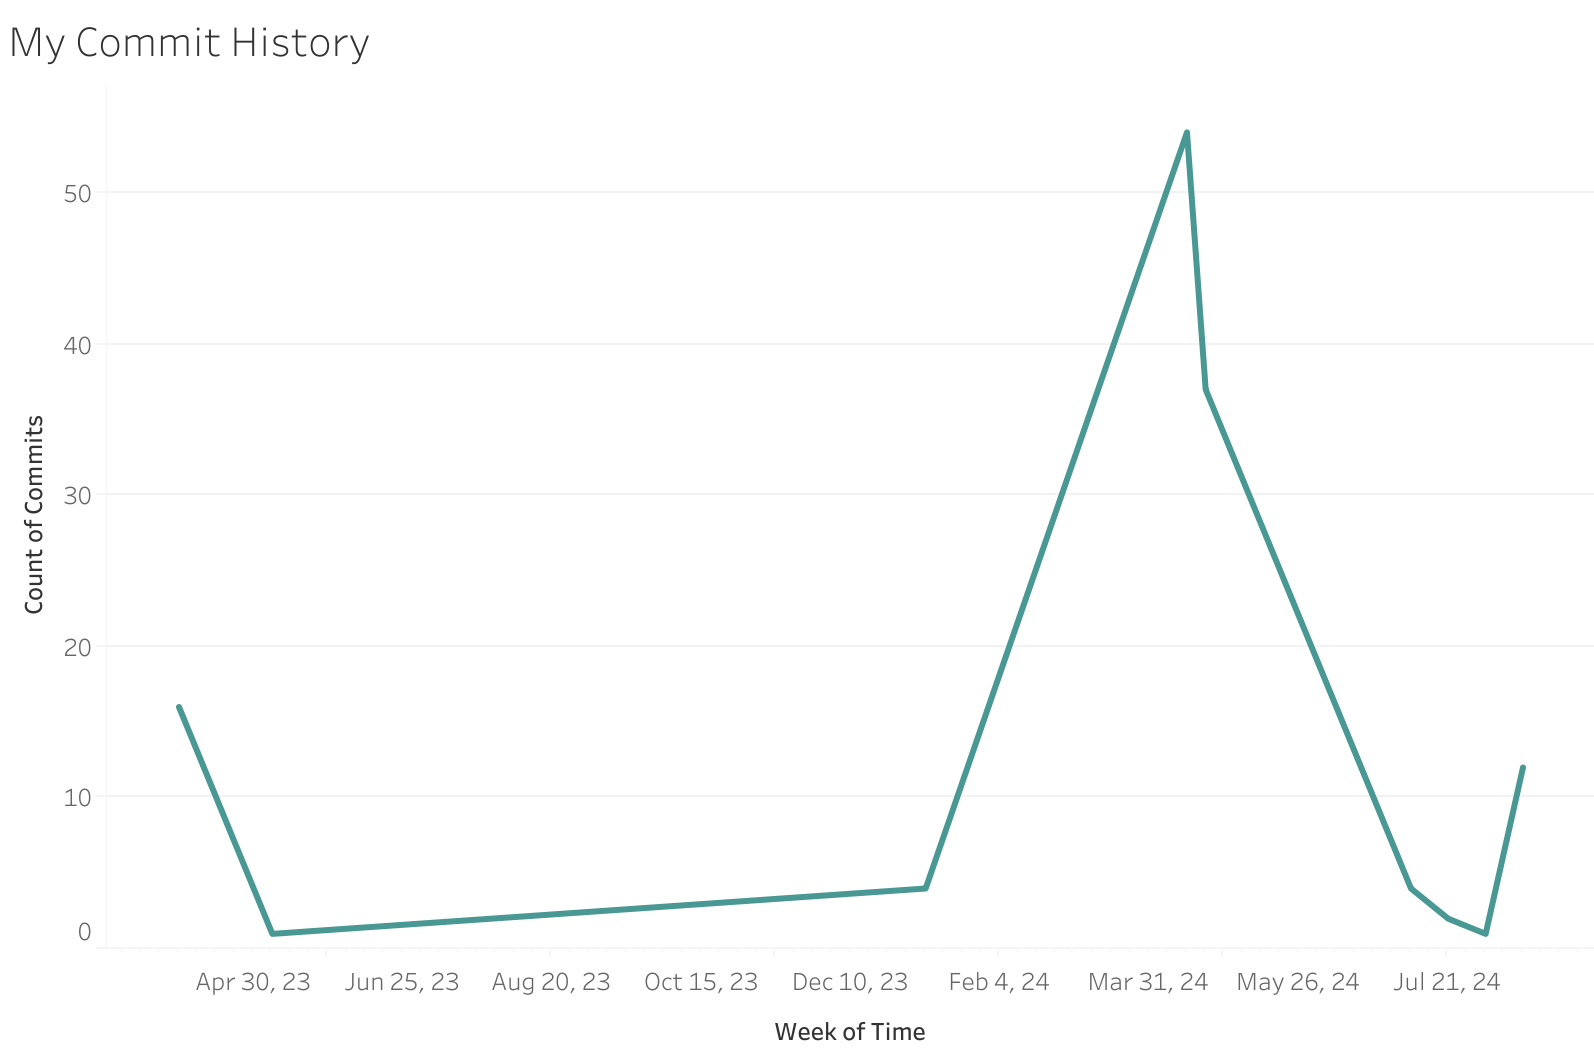 My Commit History
50
40
30
20
10
0
Count of Commits
Apr 30, 23 Jun 25, 23 Aug 20, 23 Oct 15, 23 Dec 10, 23 Feb 4, 24 Mar 31, 24 May 26, 24 Jul 21, 24
Week of Time